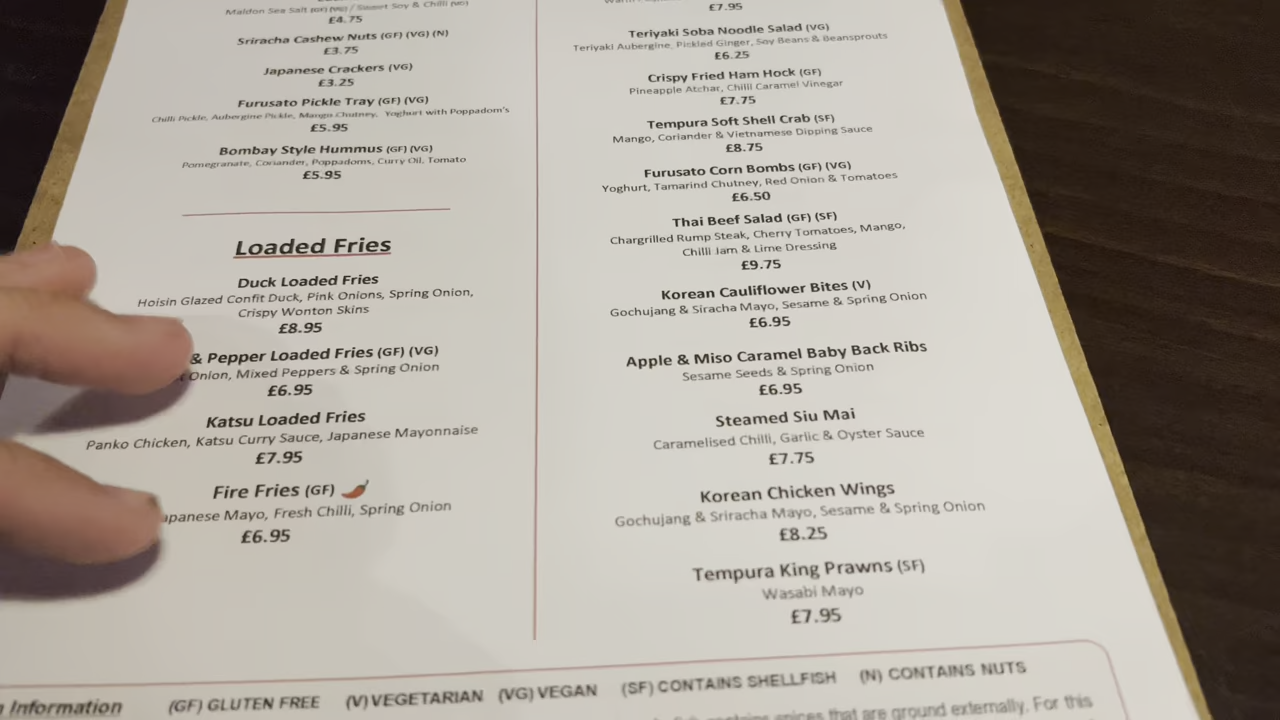 Maldon Sea Salt (GF) (VG) / Sweet Soy & Chilli (VG)
£4.75
Sriracha Cashew Nuts (GF) (VG) (N)
£3.75
Japanese Crackers (VG)
£3.25
Furusato Pickle Tray (GF) (VG)
Chilli Pickle, Aubergine Pickle, Mango Chutney, Yoghurt with Poppadom's
£5.95
Bombay Style Hummus (GF) (VG)
Pomegranate, Coriander, Poppadoms, Curry Oil, Tomato
£5.95
Loaded Fries
Duck Loaded Fries
Hoisin Glazed Confit Duck, Pink Onions, Spring Onion,
Crispy Wonton Skins
£8.95
& Pepper Loaded Fries (GF) (VG)
Onion, Mixed Peppers & Spring Onion
£6.95
Katsu Loaded Fries
Panko Chicken, Katsu Curry Sauce, Japanese Mayonnaise
£7.95
Fire Fries (GF)
apanese Mayo, Fresh Chilli, Spring Onion
£6.95
£7.95
Teriyaki Soba Noodle Salad (VG)
Teriyaki Aubergine, Pickled Ginger, Soy Beans & Beansprouts
£6.25
Crispy Fried Ham Hock (GF)
Pineapple Atchar, Chilli Caramel Vinegar
£7.75
Tempura Soft Shell Crab (SF)
Mango, Coriander & Vietnamese Dipping Sauce
£8.75
Furusato Corn Bombs (GF) (VG)
Yoghurt, Tamarind Chutney, Red Onion & Tomatoes
£6.50
Thai Beef Salad (GF) (SF)
Chargrilled Rump Steak, Cherry Tomatoes, Mango,
Chilli Jam & Lime Dressing
£9.75
Korean Cauliflower Bites (V)
Gochujang & Siracha Mayo, Sesame & Spring Onion
£6.95
Apple & Miso Caramel Baby Back Ribs
Sesame Seeds & Spring Onion
£6.95
Steamed Siu Mai
Caramelised Chilli, Garlic & Oyster Sauce
£7.75
Korean Chicken Wings
Gochujang & Sriracha Mayo, Sesame & Spring Onion
£8.25
Tempura King Prawns (SF)
Wasabi Mayo
£7.95
Information (GF) GLUTEN FREE (V) VEGETARIAN (VG) VEGAN (SF) CONTAINS SHELLFISH (N) CONTAINS NUTS
contains spices that are ground externally. For this